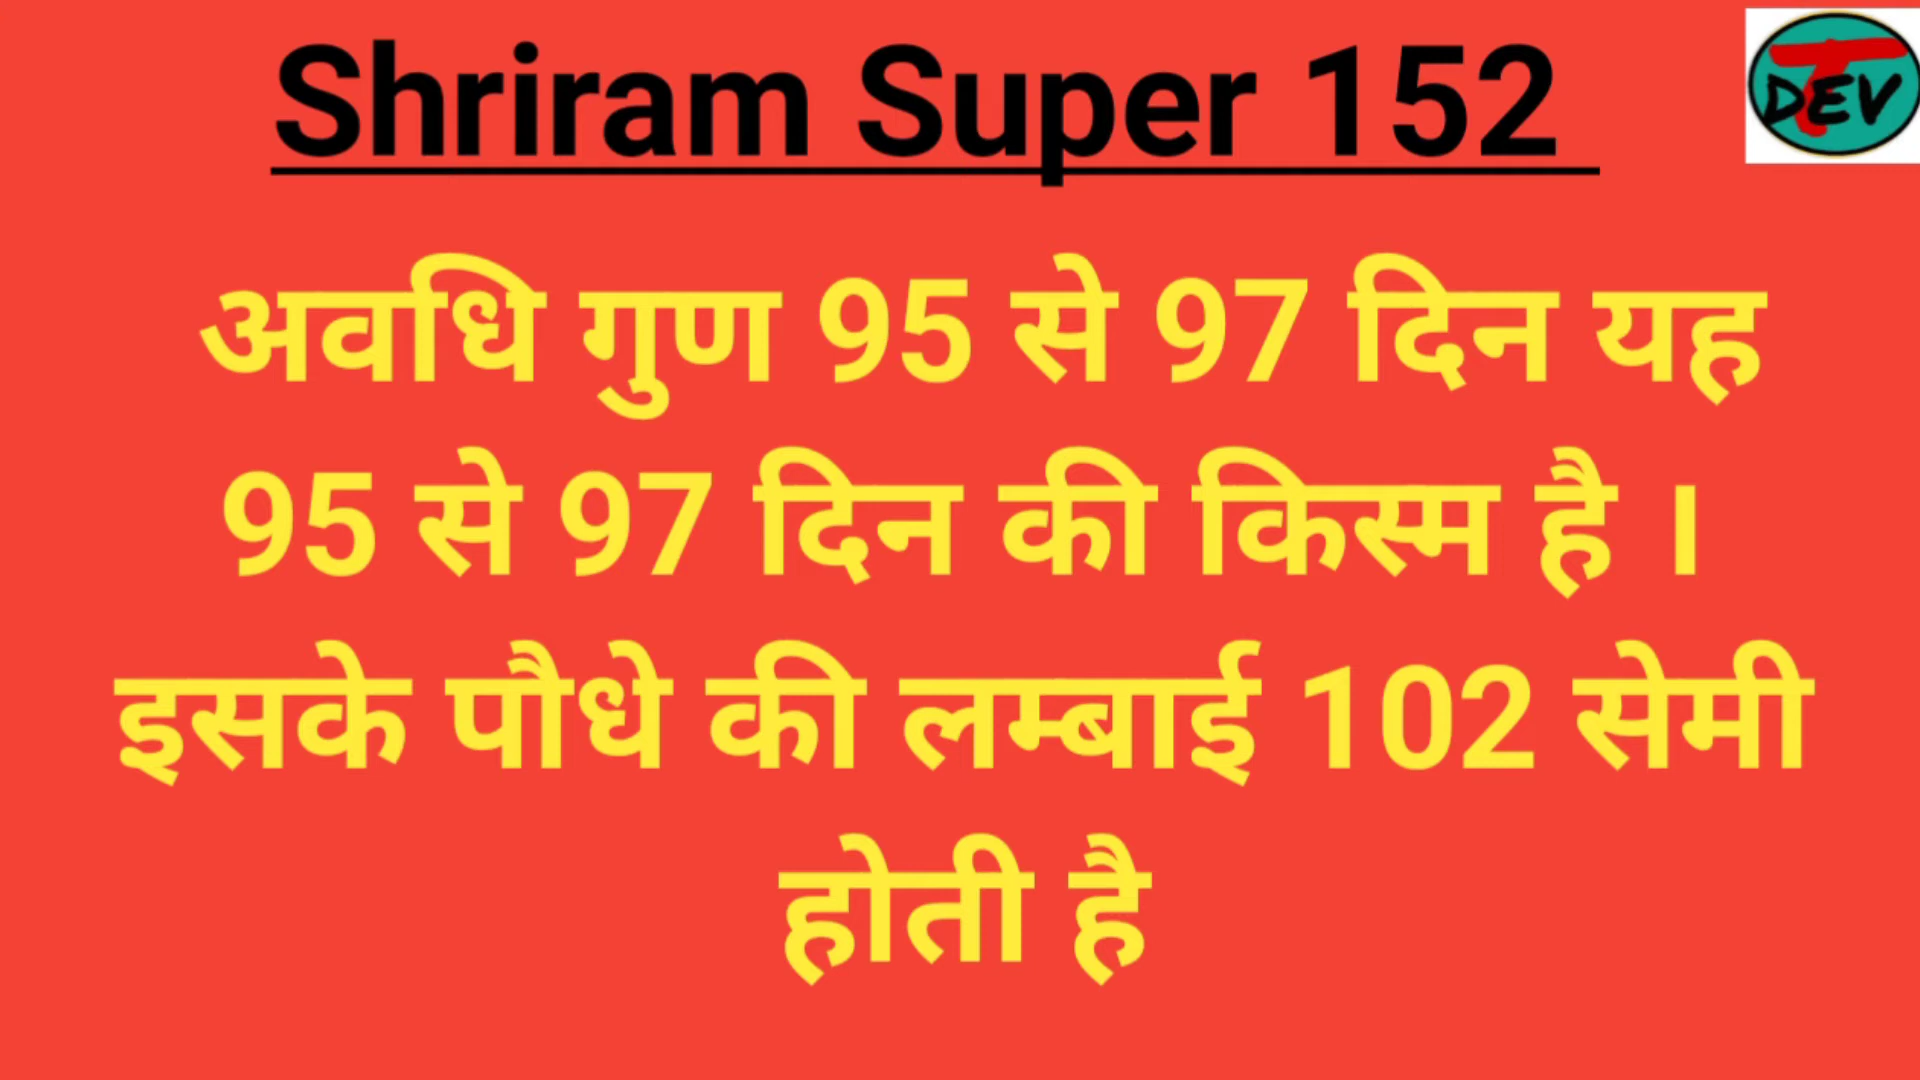 Shriram Super 152
T
DEV
अवधि गुण 95 से 97 दिन यह
95 से 97 दिन की किस्म है ।
इसके पौधे की लम्बाई 102 सेमी
होती है